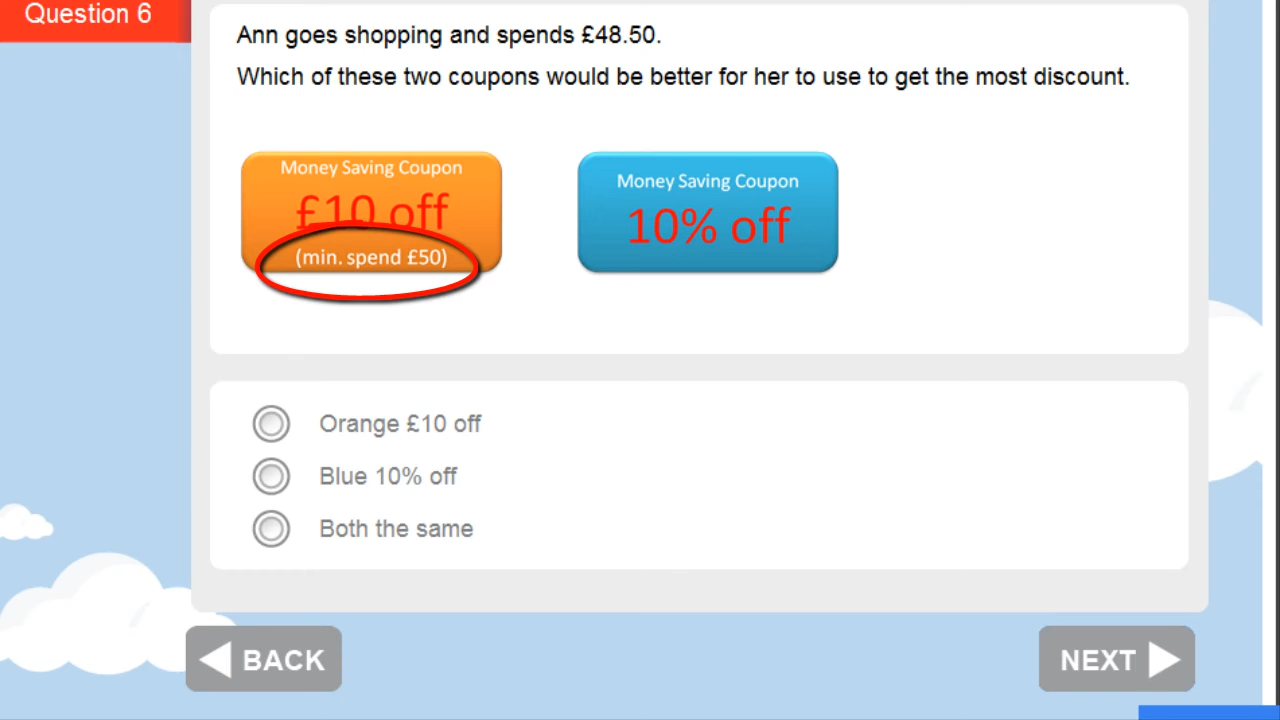 Question 6
Ann goes shopping and spends £48.50.
Which of these two coupons would be better for her to use to get the most discount.
Money Saving Coupon
£10 off
(min. spend £50)
Money Saving Coupon
10% off
Orange £10 off
Blue 10% off
Both the same
BACK
NEXT